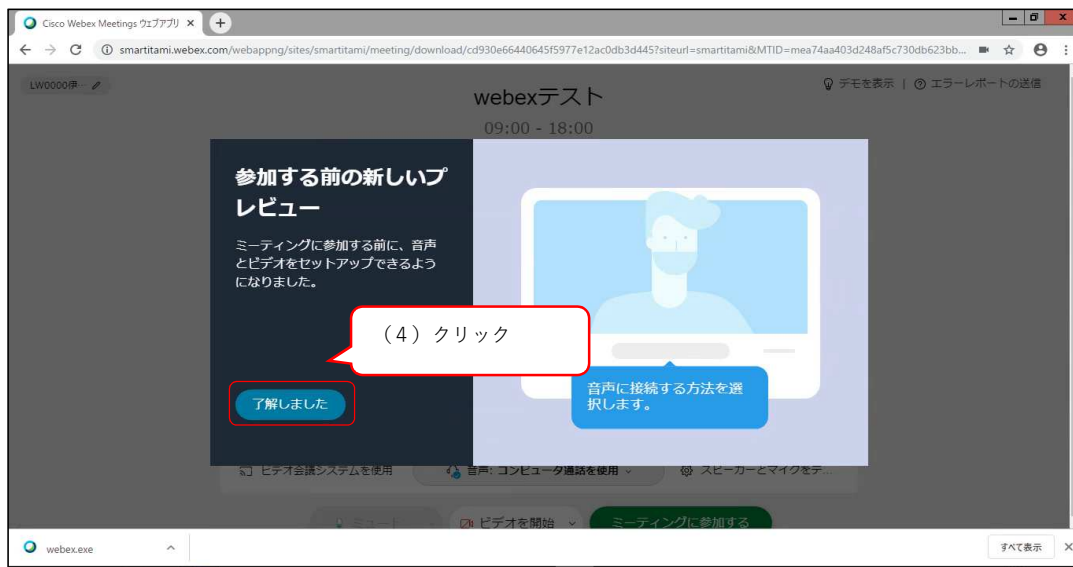 Cisco Webex Meetings ウェブアプリ
smartitami.webex.com/webappng/sites/smartitami/meeting/download/cd930e66440645f5977e12ac0db3d445?siteurl=smartitami&MTID=mea74aa403d248af5c730db623bb...
LW0000伊…
デモを表示 | エラーレポートの送信
webexテスト
09:00 - 18:00
参加する前の新しいプ
レビュー
ミーティングに参加する前に、音声
とビデオをセットアップできるよう
になりました。
(4) クリック
了解しました
音声に接続する方法を選
択します。
ビデオ会議システムを使用
音声: コンピュータ通話を使用
スピーカーとマイクをテ...
ミュート
ビデオを開始
ミーティングに参加する
webex.exe
すべて表示